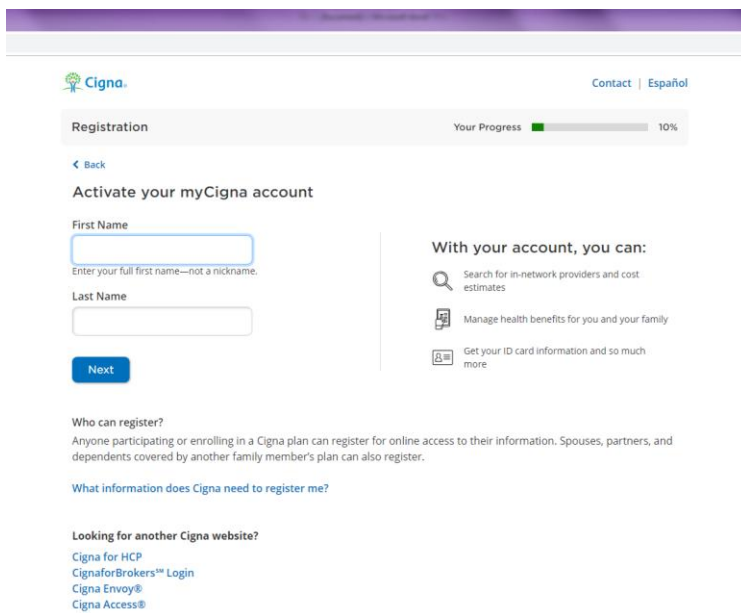 Cigna.
Contact | Español
Registration
Your Progress
10%
Back
Activate your myCigna account
First Name
Enter your full first name—not a nickname.
Last Name
Next
With your account, you can:
Search for in-network providers and cost
estimates
Manage health benefits for you and your family
Get your ID card information and so much
more
Who can register?
Anyone participating or enrolling in a Cigna plan can register for online access to their information. Spouses, partners, and
dependents covered by another family member's plan can also register.
What information does Cigna need to register me?
Looking for another Cigna website?
Cigna for HCP
CignaforBrokers℠ Login
Cigna Envoy®
Cigna Access®